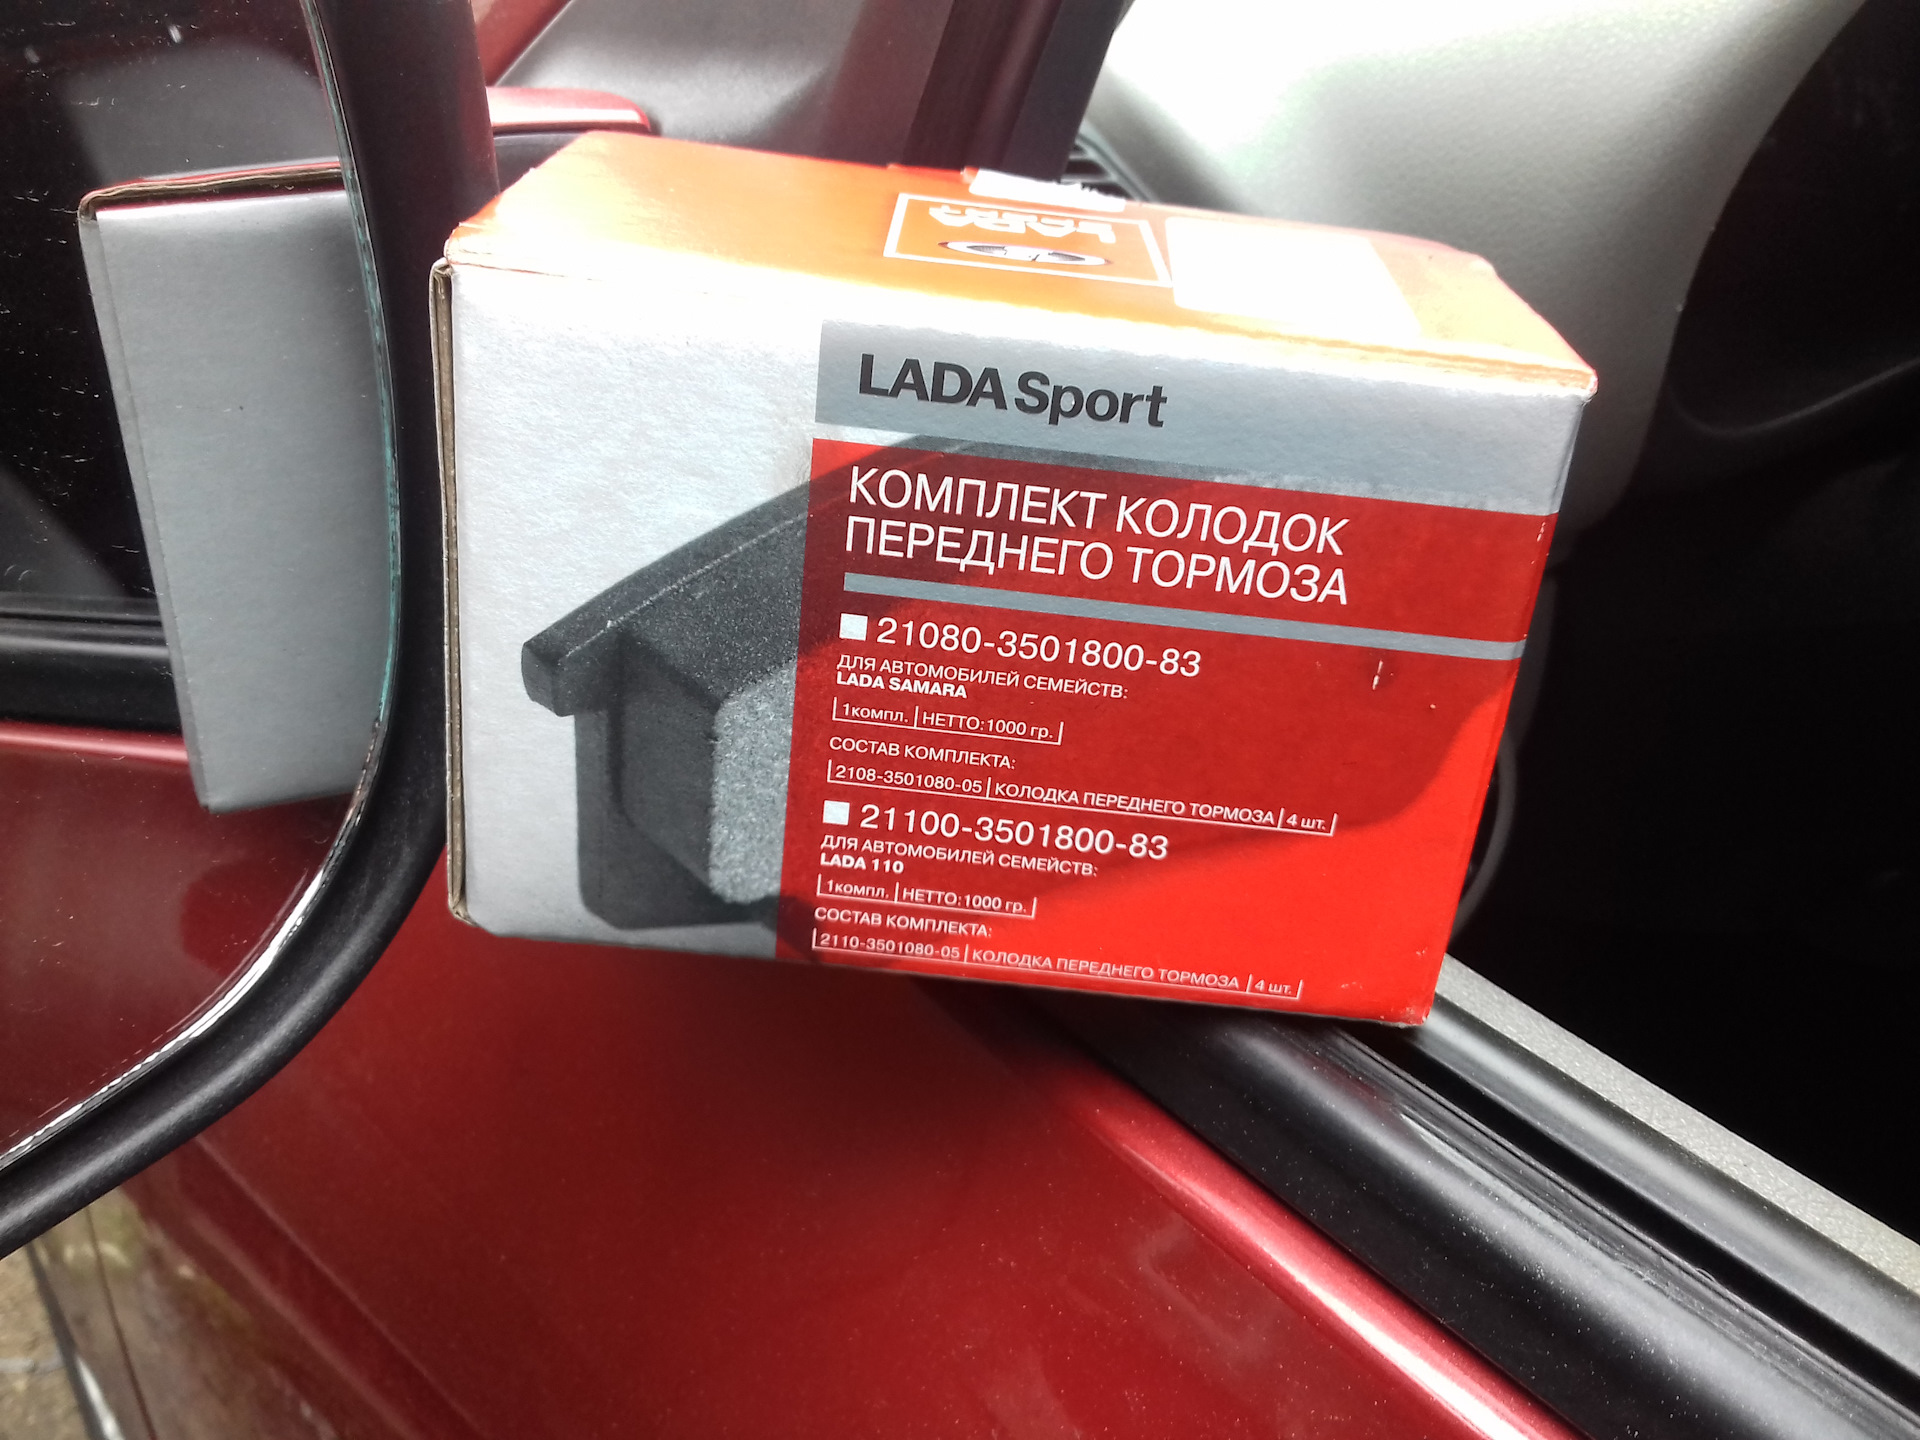 LADA
LADA Sport
КОМПЛЕКТ КОЛОДОК
ПЕРЕДНЕГО ТОРМОЗА
21080-3501800-83
ДЛЯ АВТОМОБИЛЕЙ СЕМЕЙСТВ:
LADA SAMARA
1компл. | НЕТТО: 1000 гр.
СОСТАВ КОМПЛЕКТА:
2108-3501080-05 | КОЛОДКА ПЕРЕДНЕГО ТОРМОЗА | 4 шт.
21100-3501800-83
ДЛЯ АВТОМОБИЛЕЙ СЕМЕЙСТВ:
LADA 110
1компл. | НЕТТО: 1000 гр.
СОСТАВ КОМПЛЕКТА:
2110-3501080-05 | КОЛОДКА ПЕРЕДНЕГО ТОРМОЗА | 4 шт.